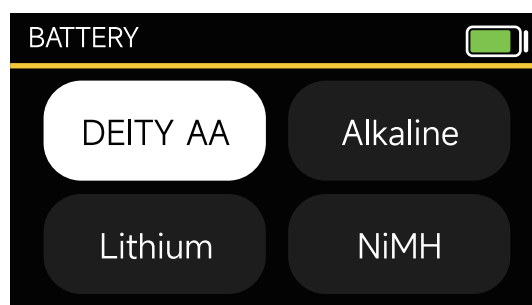 BATTERY
DEITY AA
Alkaline
Lithium
NiMH